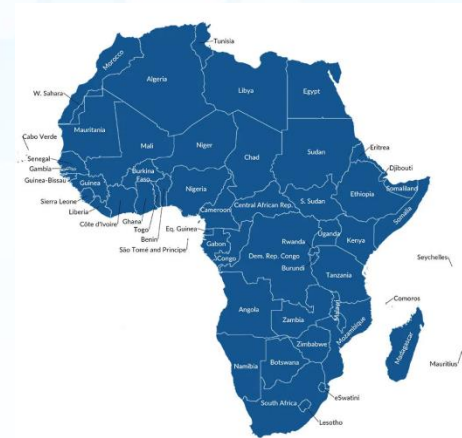 Tunisia
Morocco
Algeria
Libya
Egypt
W. Sahara
Mauritania
Mali
Niger
Chad
Sudan
Eritrea
Cabo Verde
Senegal
Gambia
Guinea-Bissau
Guinea
Burkina
Faso
Djibouti
Somaliland
Nigeria
Ethiopia
Sierra Leone
Liberia
Côte d'Ivoire
Ghana
Togo
Benin
São Tomé and Principe
Eq. Guinea
Cameroon
Central African Rep.
S. Sudan
Somalia
Gabon
Congo
Dem. Rep. Congo
Rwanda
Burundi
Uganda
Kenya
Seychelles
Tanzania
Comoros
Angola
Zambia
Malawi
Mozambique
Zimbabwe
Madagascar
Mauritius
Namibia
Botswana
eSwatini
South Africa
Lesotho